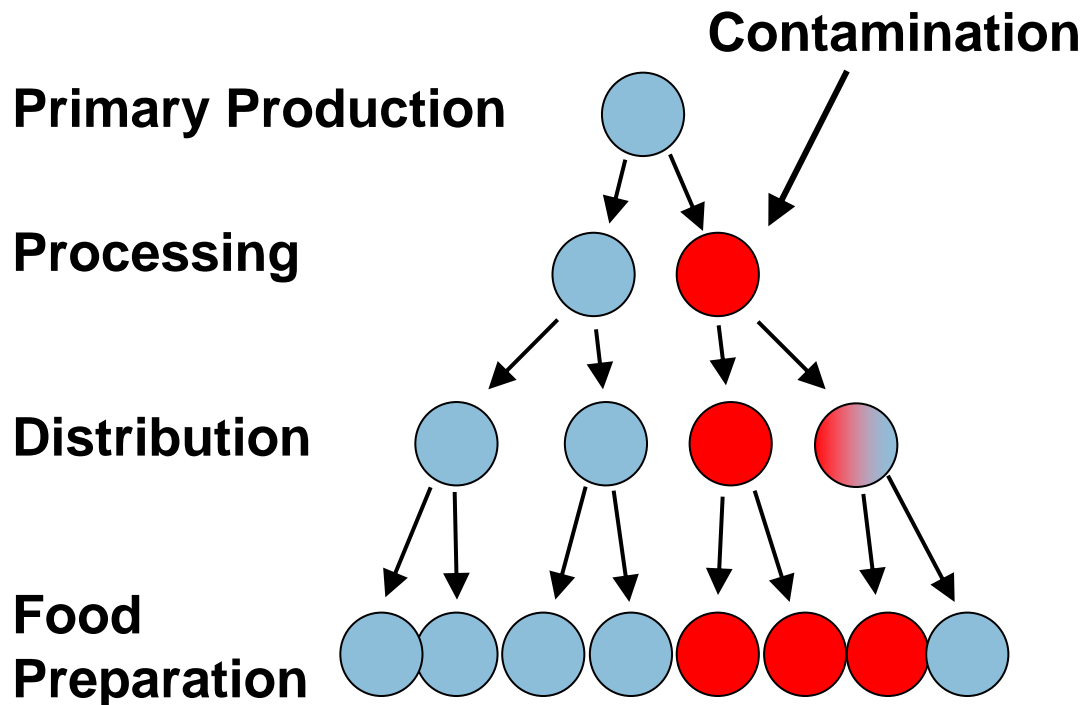 Contamination
Primary Production
Processing
Distribution
Food
Preparation